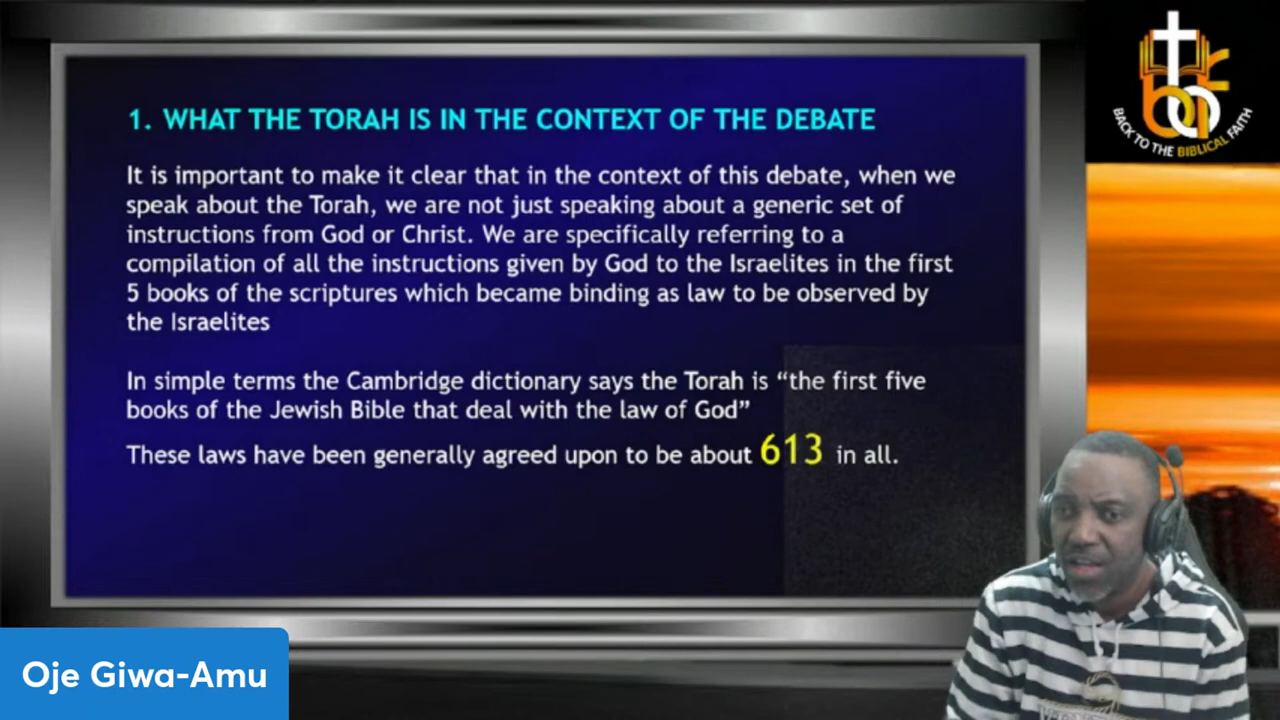 1. WHAT THE TORAH IS IN THE CONTEXT OF THE DEBATE
It is important to make it clear that in the context of this debate, when we
speak about the Torah, we are not just speaking about a generic set of
instructions from God or Christ. We are specifically referring to a
compilation of all the instructions given by God to the Israelites in the first
5 books of the scriptures which became binding as law to be observed by
the Israelites
In simple terms the Cambridge dictionary says the Torah is “the first five
books of the Jewish Bible that deal with the law of God”
These laws have been generally agreed upon to be about 613 in all.
BACK TO THE BIBLICAL FAITH
Oje Giwa-Amu